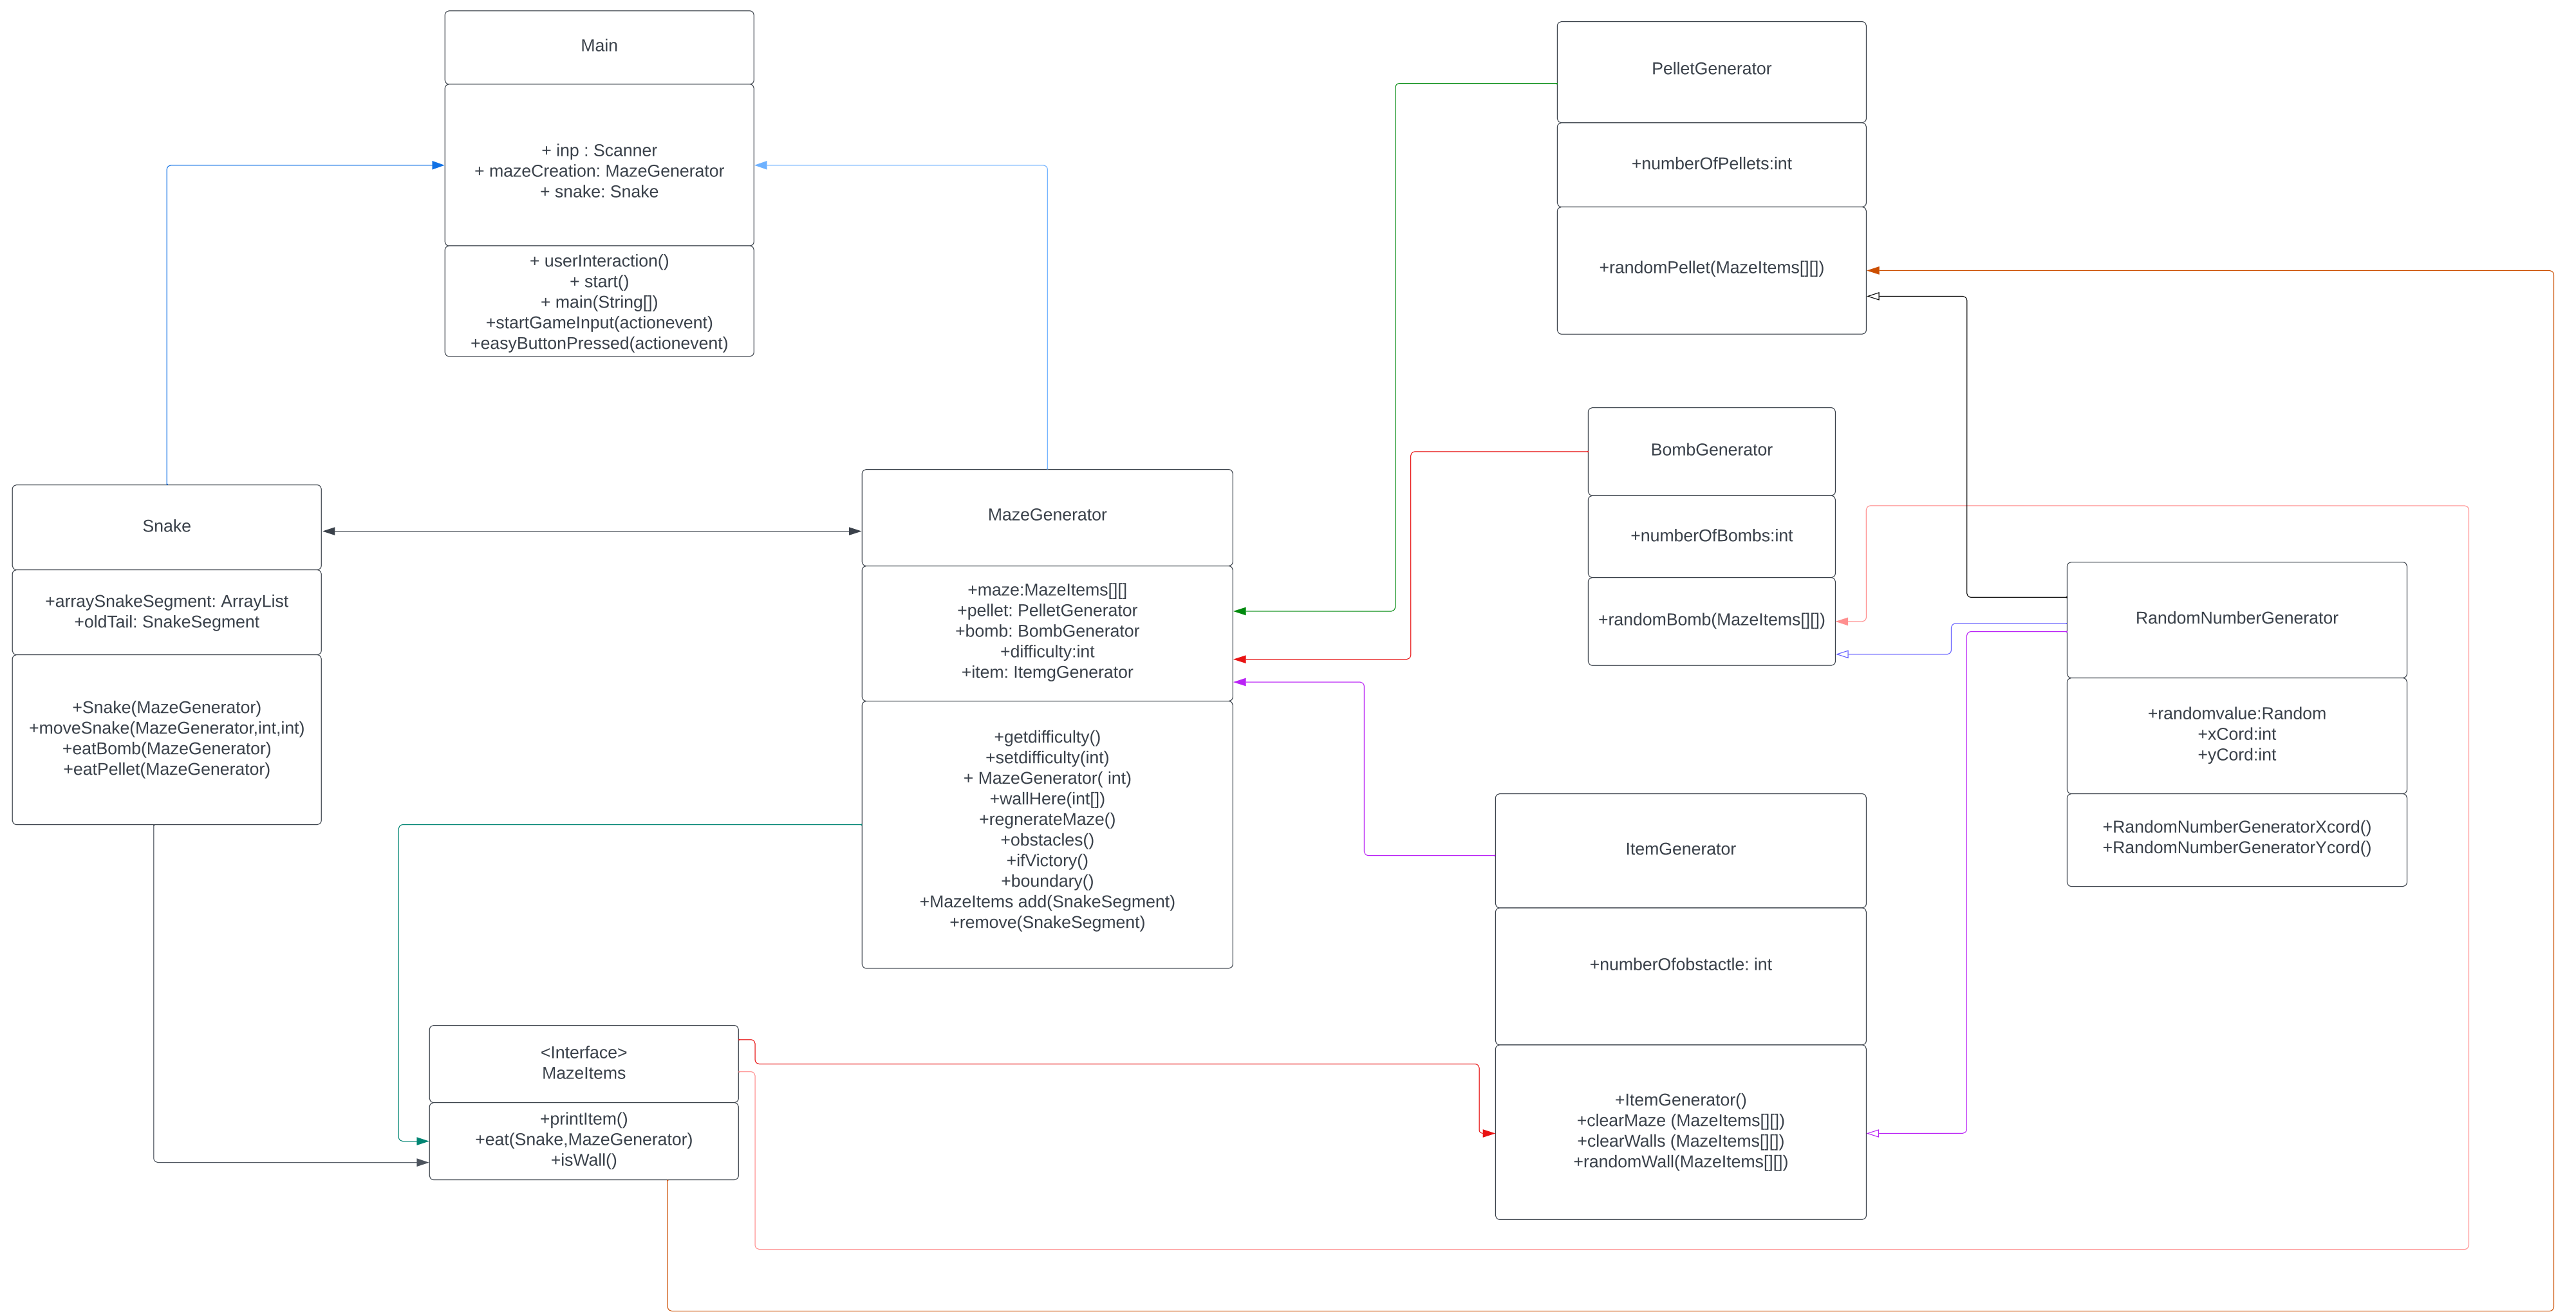 Main
+ inp : Scanner
+ mazeCreation: MazeGenerator
+ snake: Snake
+ userInteraction()
+ start()
+ main(String[])
+startGameInput(actionevent)
+easyButtonPressed(actionevent)
PelletGenerator
+numberOfPellets:int
+randomPellet(MazeItems[][])
BombGenerator
+numberOfBombs:int
+randomBomb(MazeItems[][])
Snake
+arraySnakeSegment: ArrayList
+oldTail: SnakeSegment
+Snake(MazeGenerator)
+moveSnake(MazeGenerator,int,int)
+eatBomb(MazeGenerator)
+eatPellet(MazeGenerator)
MazeGenerator
+maze:MazeItems[][]
+pellet: PelletGenerator
+bomb: BombGenerator
+difficulty:int
+item: ItemgGenerator
+getdifficulty()
+setdifficulty(int)
+ MazeGenerator( int)
+wallHere(int[])
+regnerateMaze()
+obstacles()
+ifVictory()
+boundary()
+MazeItems add(SnakeSegment)
+remove(SnakeSegment)
RandomNumberGenerator
+randomvalue:Random
+xCord:int
+yCord:int
+RandomNumberGeneratorXcord()
+RandomNumberGeneratorYcord()
ItemGenerator
+numberOfobstactle: int
+ItemGenerator()
+clearMaze (MazeItems[][])
+clearWalls (MazeItems[][])
+randomWall(MazeItems[][])
<Interface>
MazeItems
+printItem()
+eat(Snake,MazeGenerator)
+isWall()